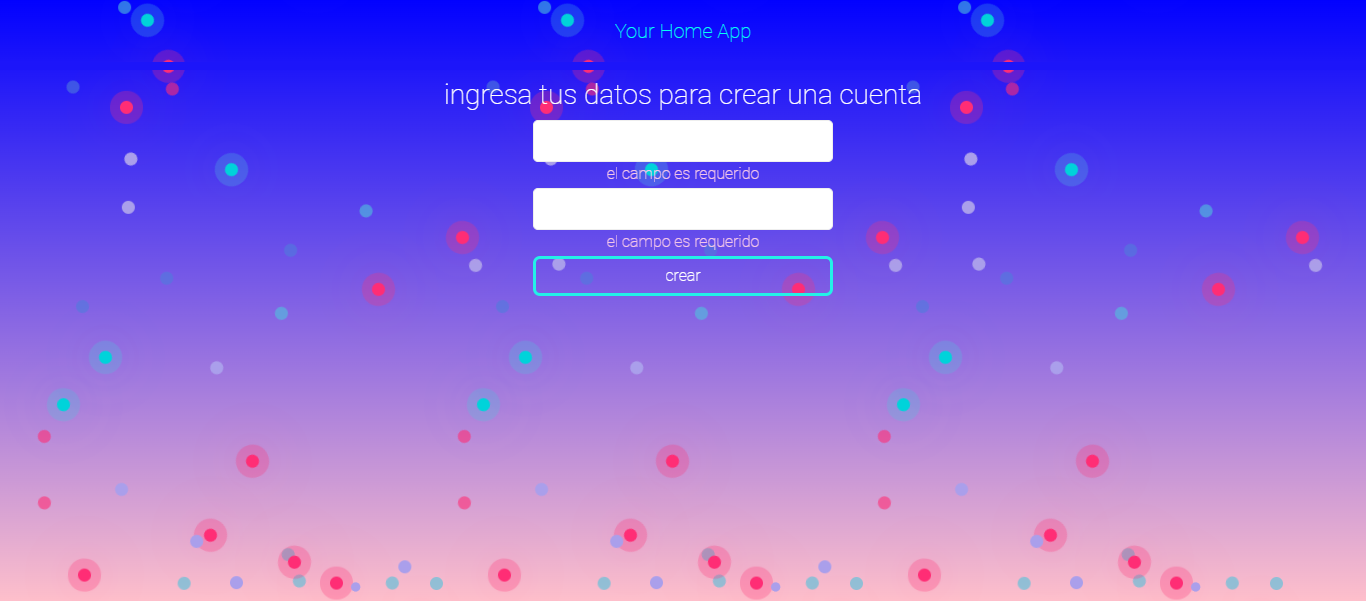 Your Home App
ingresa tus datos para crear una cuenta
el campo es requerido
el campo es requerido
crear